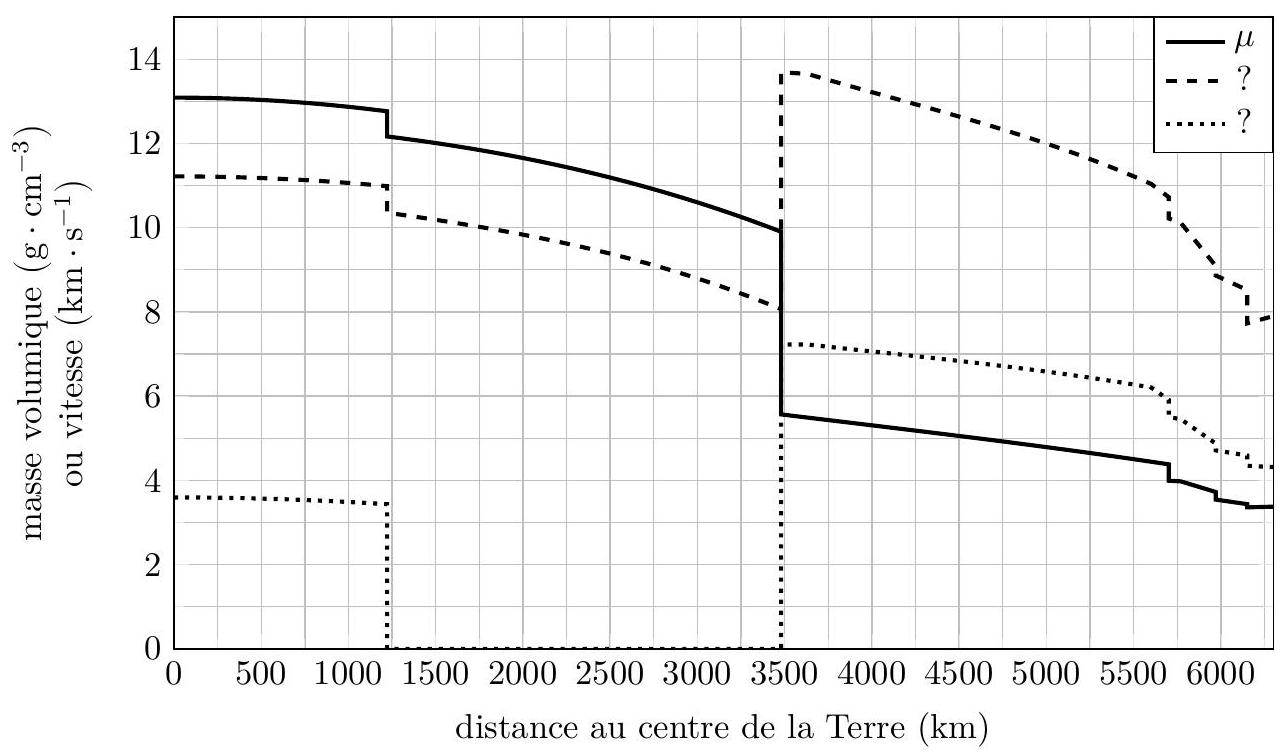 masse volumique (g · cm⁻³)
ou vitesse (km · s⁻¹)
14
12
10
8
6
4
2
0
μ
?
?
0 500 1000 1500 2000 2500 3000 3500 4000 4500 5000 5500 6000
distance au centre de la Terre (km)